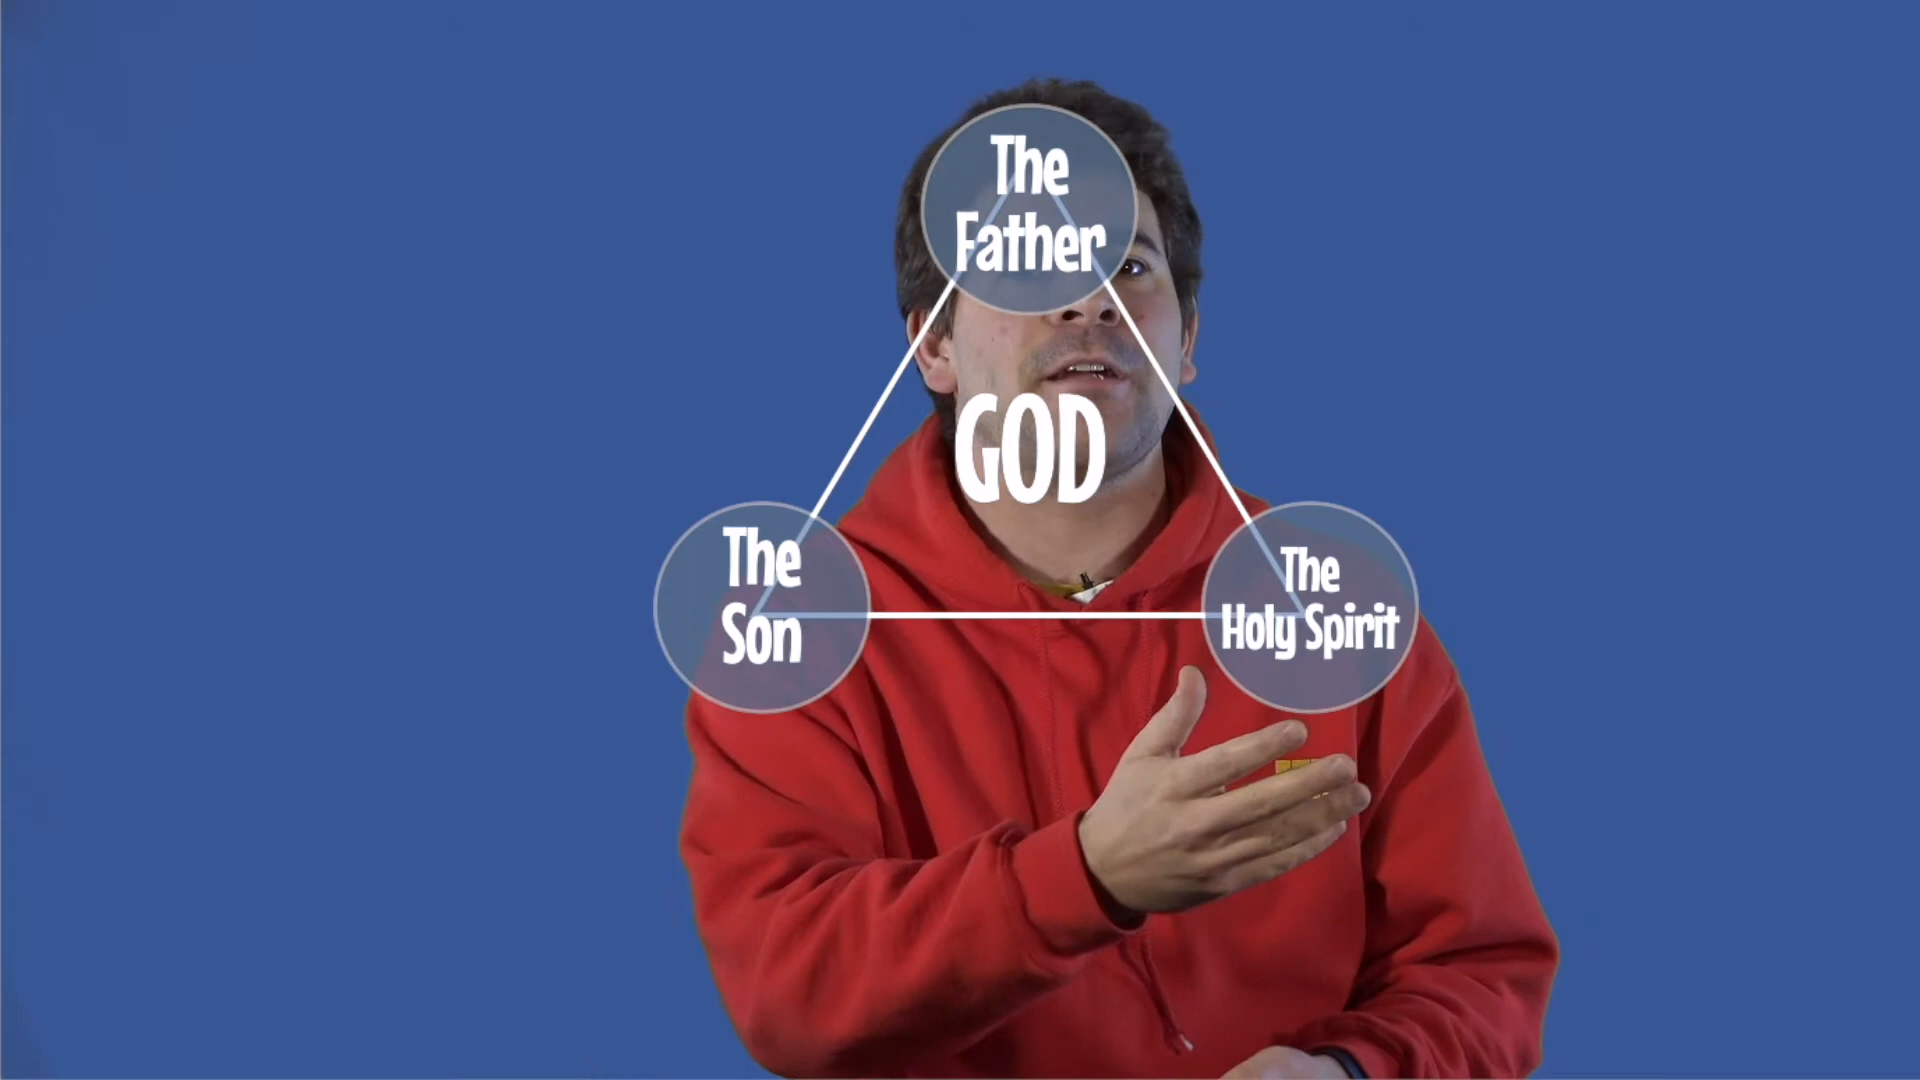 The
Father
GOD
The
Son
The
Holy Spirit